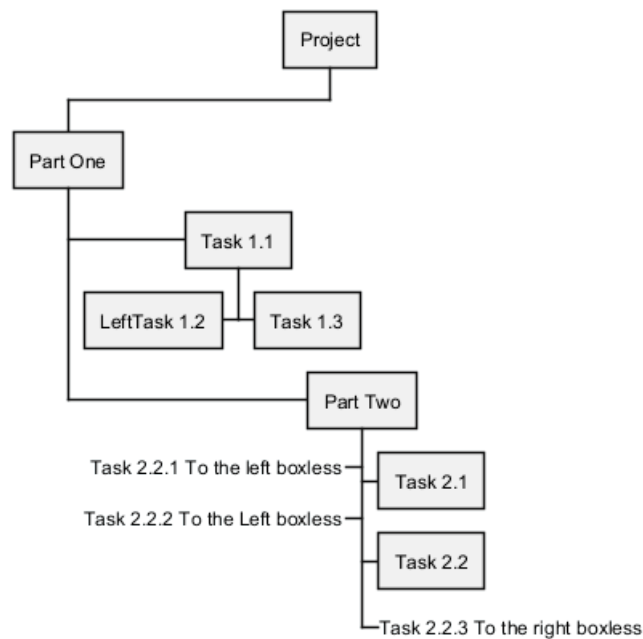 Project
Part One
Task 1.1
LeftTask 1.2
Task 1.3
Part Two
Task 2.2.1 To the left boxless
Task 2.1
Task 2.2.2 To the Left boxless
Task 2.2
Task 2.2.3 To the right boxless